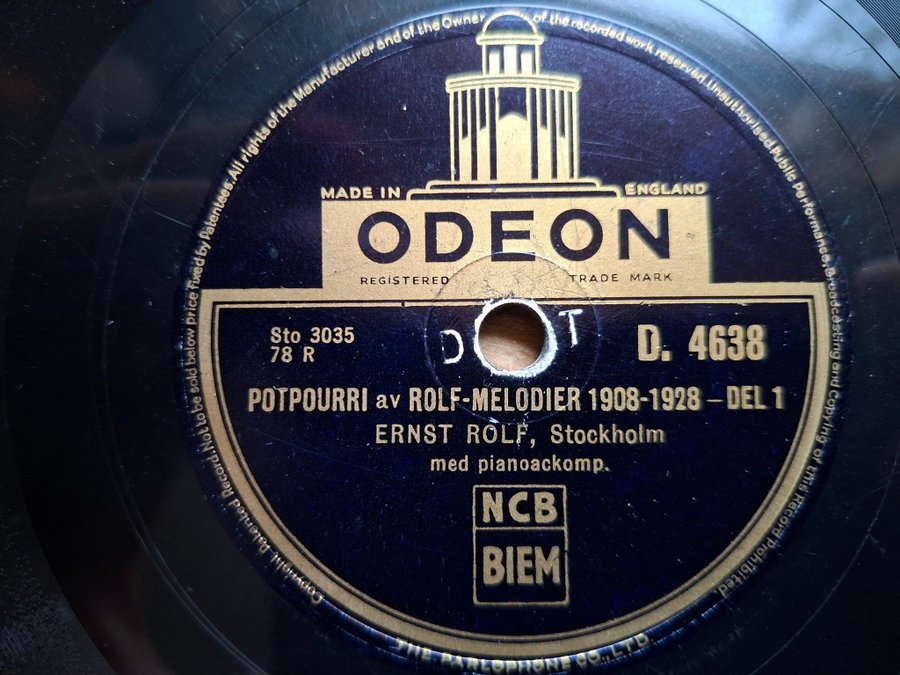 Copyright. Patented Record. Not to be sold below price fixed by Patentees. All rights of the Manufacturer and of the Owner of the recorded work reserved. Unauthorised Public Performance, Broadcasting and Copying of this Record Prohibited.
MADE IN ENGLAND
ODEON
REGISTERED TRADE MARK
Sto 3035
78 R
D T
D. 4638
POTPOURRI av ROLF-MELODIER 1908-1928 – DEL 1
ERNST ROLF, Stockholm
med pianoackomp.
NCB
BIEM
THE PARLOPHONE CO., LTD.